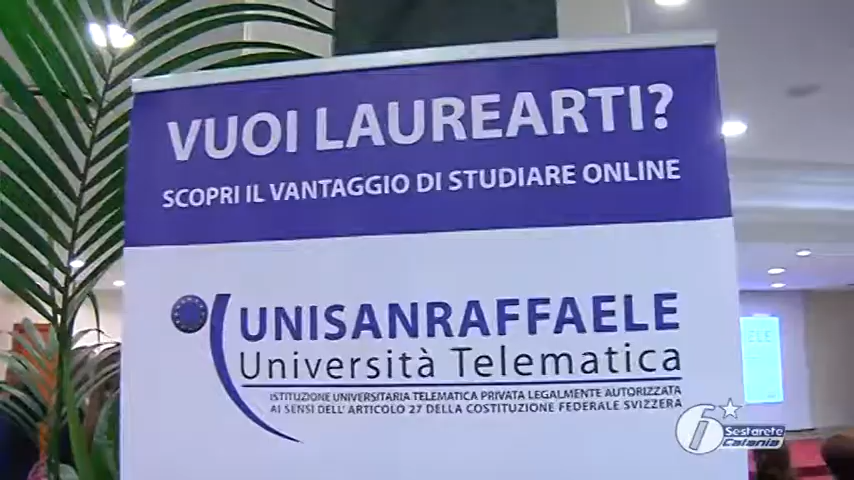 VUOI LAUREARTI?
SCOPRI IL VANTAGGIO DI STUDIARE ONLINE
UNISANRAFFAELE
Università Telematica
ISTITUZIONE UNIVERSITARIA TELEMATICA PRIVATA LEGALMENTE AUTORIZZATA
AI SENSI DELL'ARTICOLO 27 DELLA COSTITUZIONE FEDERALE SVIZZERA
6 Sestarete
Catania